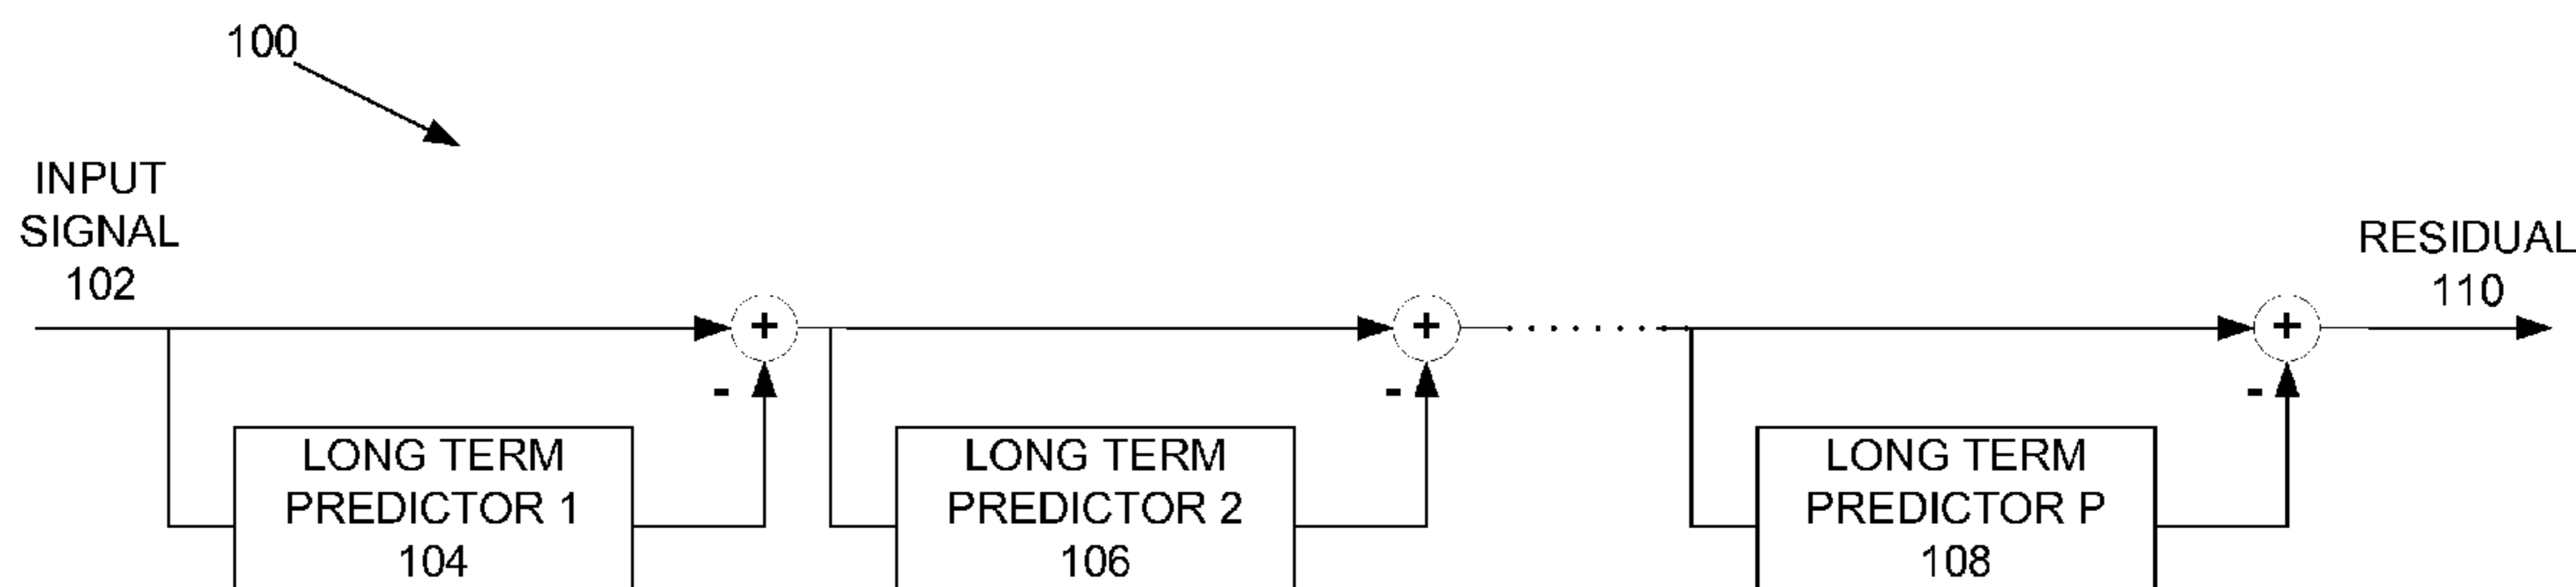 100
INPUT
SIGNAL
102
RESIDUAL
110
+
+
+
-
-
-
LONG TERM
PREDICTOR 1
104
LONG TERM
PREDICTOR 2
106
LONG TERM
PREDICTOR P
108